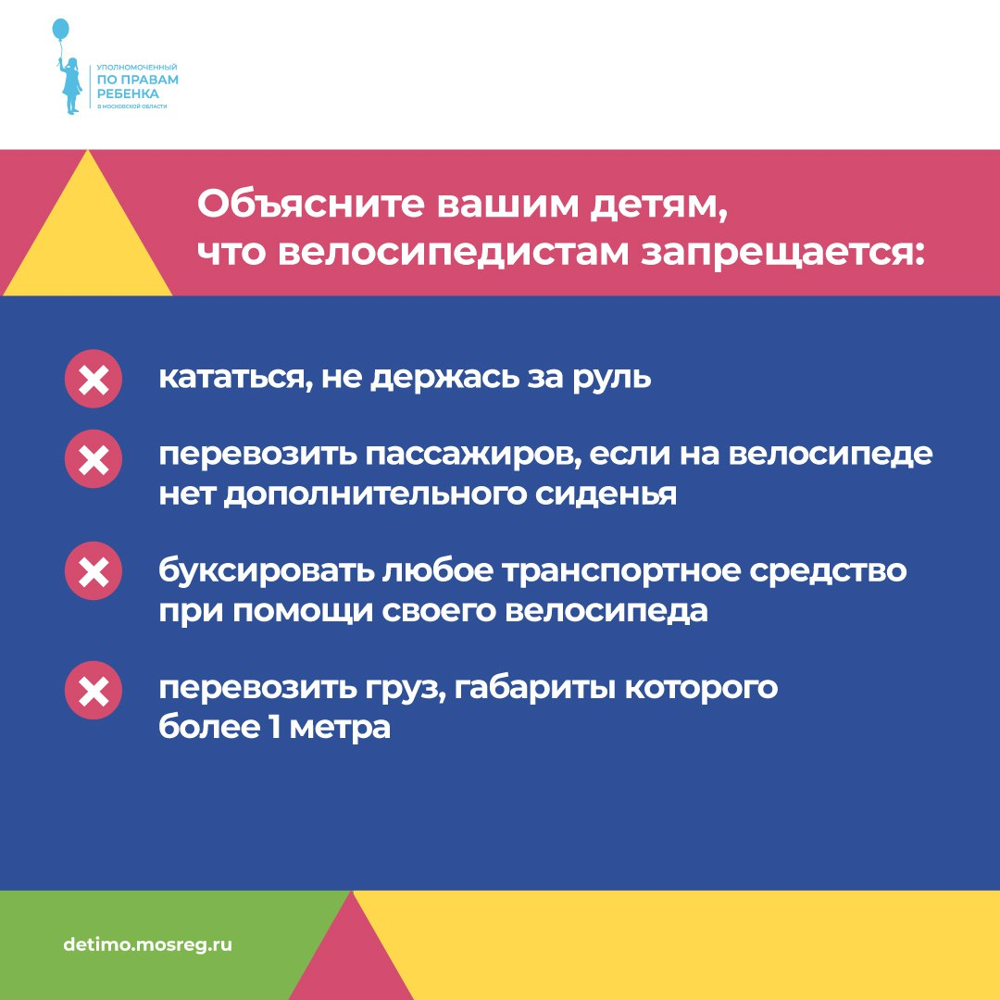 УПОЛНОМОЧЕННЫЙ
ПО ПРАВАМ
РЕБЕНКА
В МОСКОВСКОЙ ОБЛАСТИ
Объясните вашим детям,
что велосипедистам запрещается:
кататься, не держась за руль
перевозить пассажиров, если на велосипеде
нет дополнительного сиденья
буксировать любое транспортное средство
при помощи своего велосипеда
перевозить груз, габариты которого
более 1 метра
detimo.mosreg.ru